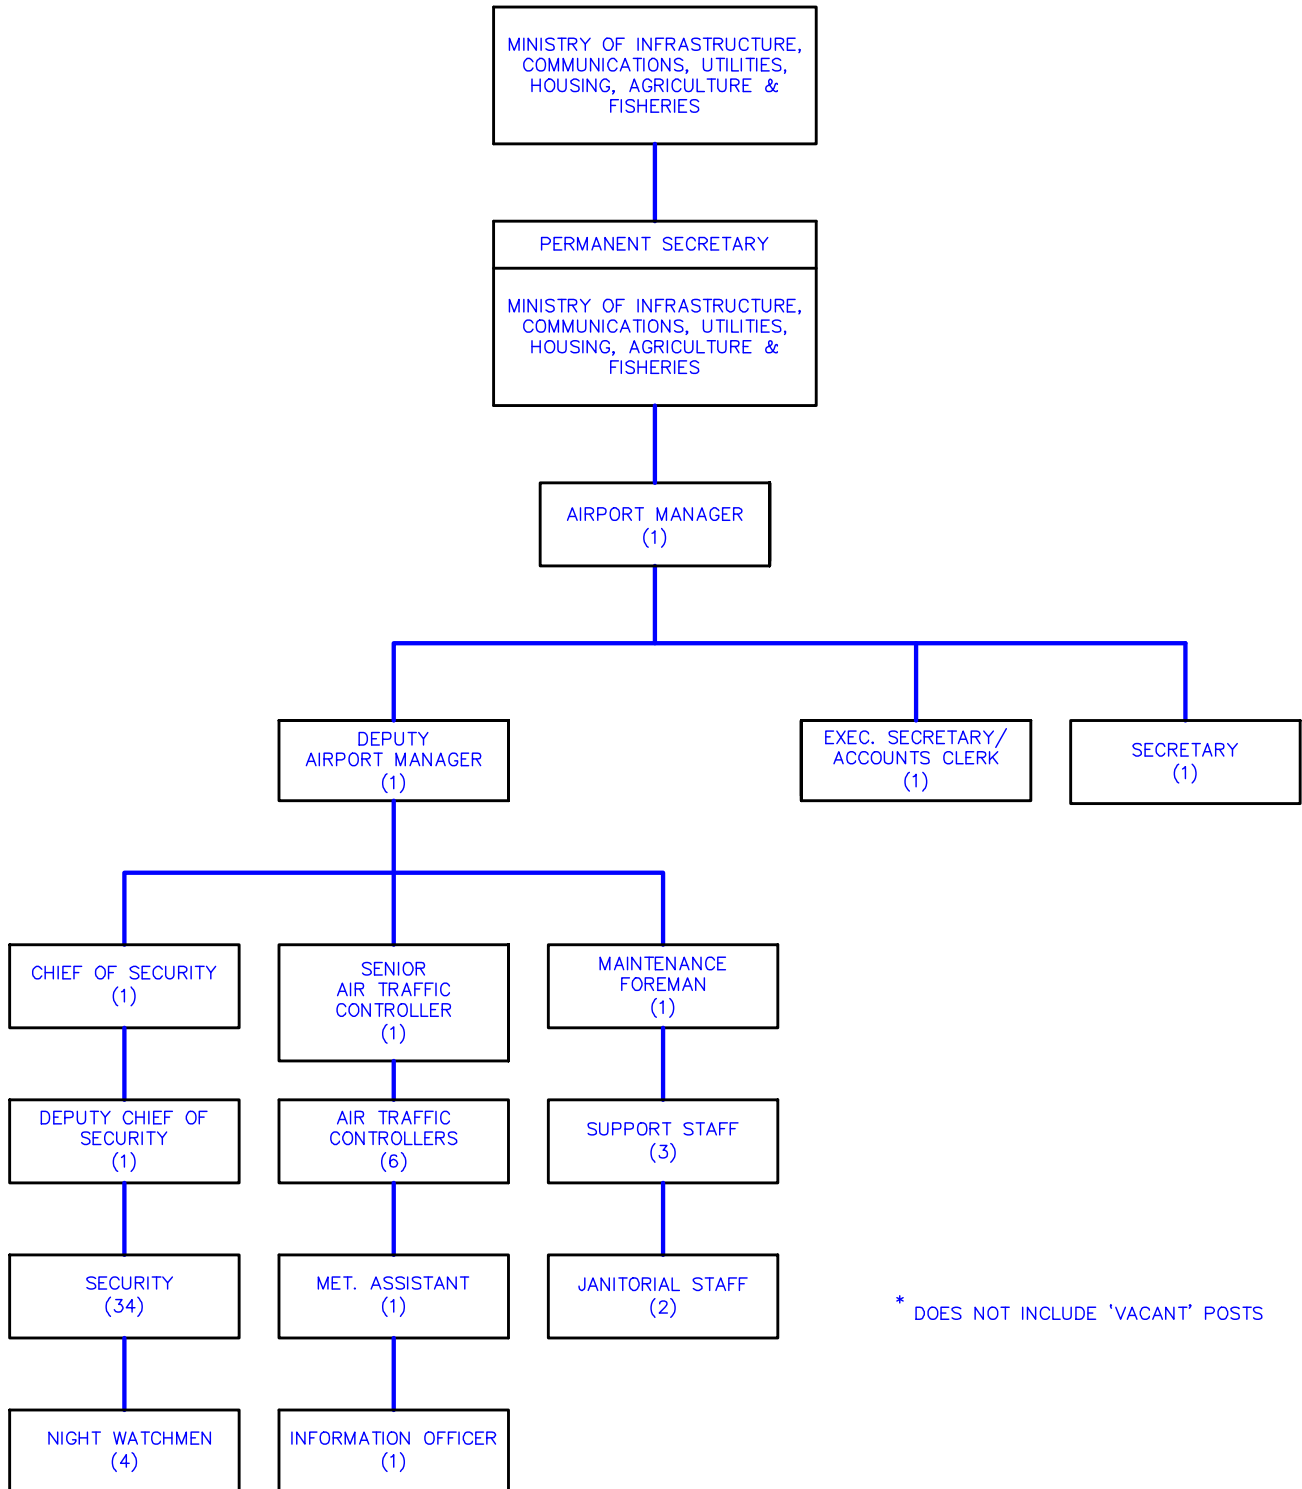 MINISTRY OF INFRASTRUCTURE,
COMMUNICATIONS, UTILITIES,
HOUSING, AGRICULTURE &
FISHERIES
PERMANENT SECRETARY
MINISTRY OF INFRASTRUCTURE,
COMMUNICATIONS, UTILITIES,
HOUSING, AGRICULTURE &
FISHERIES
AIRPORT MANAGER
(1)
DEPUTY
AIRPORT MANAGER
(1)
EXEC. SECRETARY/
ACCOUNTS CLERK
(1)
SECRETARY
(1)
CHIEF OF SECURITY
(1)
SENIOR
AIR TRAFFIC
CONTROLLER
(1)
MAINTENANCE
FOREMAN
(1)
DEPUTY CHIEF OF
SECURITY
(1)
AIR TRAFFIC
CONTROLLERS
(6)
SUPPORT STAFF
(3)
SECURITY
(34)
MET. ASSISTANT
(1)
JANITORIAL STAFF
(2)
* DOES NOT INCLUDE 'VACANT' POSTS
NIGHT WATCHMEN
(4)
INFORMATION OFFICER
(1)